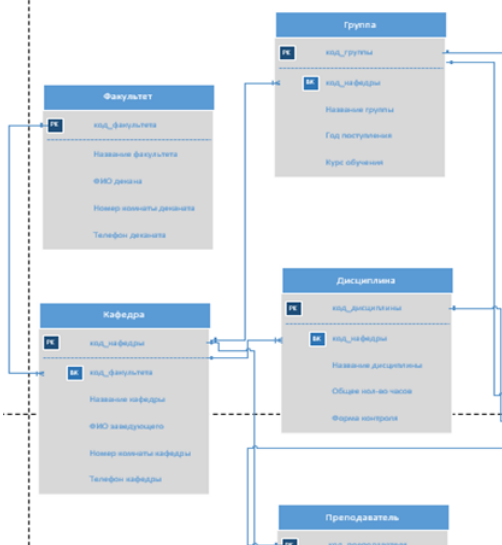 Группа
PK код_группы
ВК код_кафедры
Название группы
Год поступления
Курс обучения
Факультет
PK код_факультета
Название факультета
ФИО декана
Номер комнаты деканата
Телефон деканата
Дисциплина
PK код_дисциплины
ВК код_кафедры
Название дисциплины
Общее кол-во часов
Форма контроля
Кафедра
PK код_кафедры
ВК код_факультета
Название кафедры
ФИО заведующего
Номер комнаты кафедры
Телефон кафедры
Преподаватель
PK